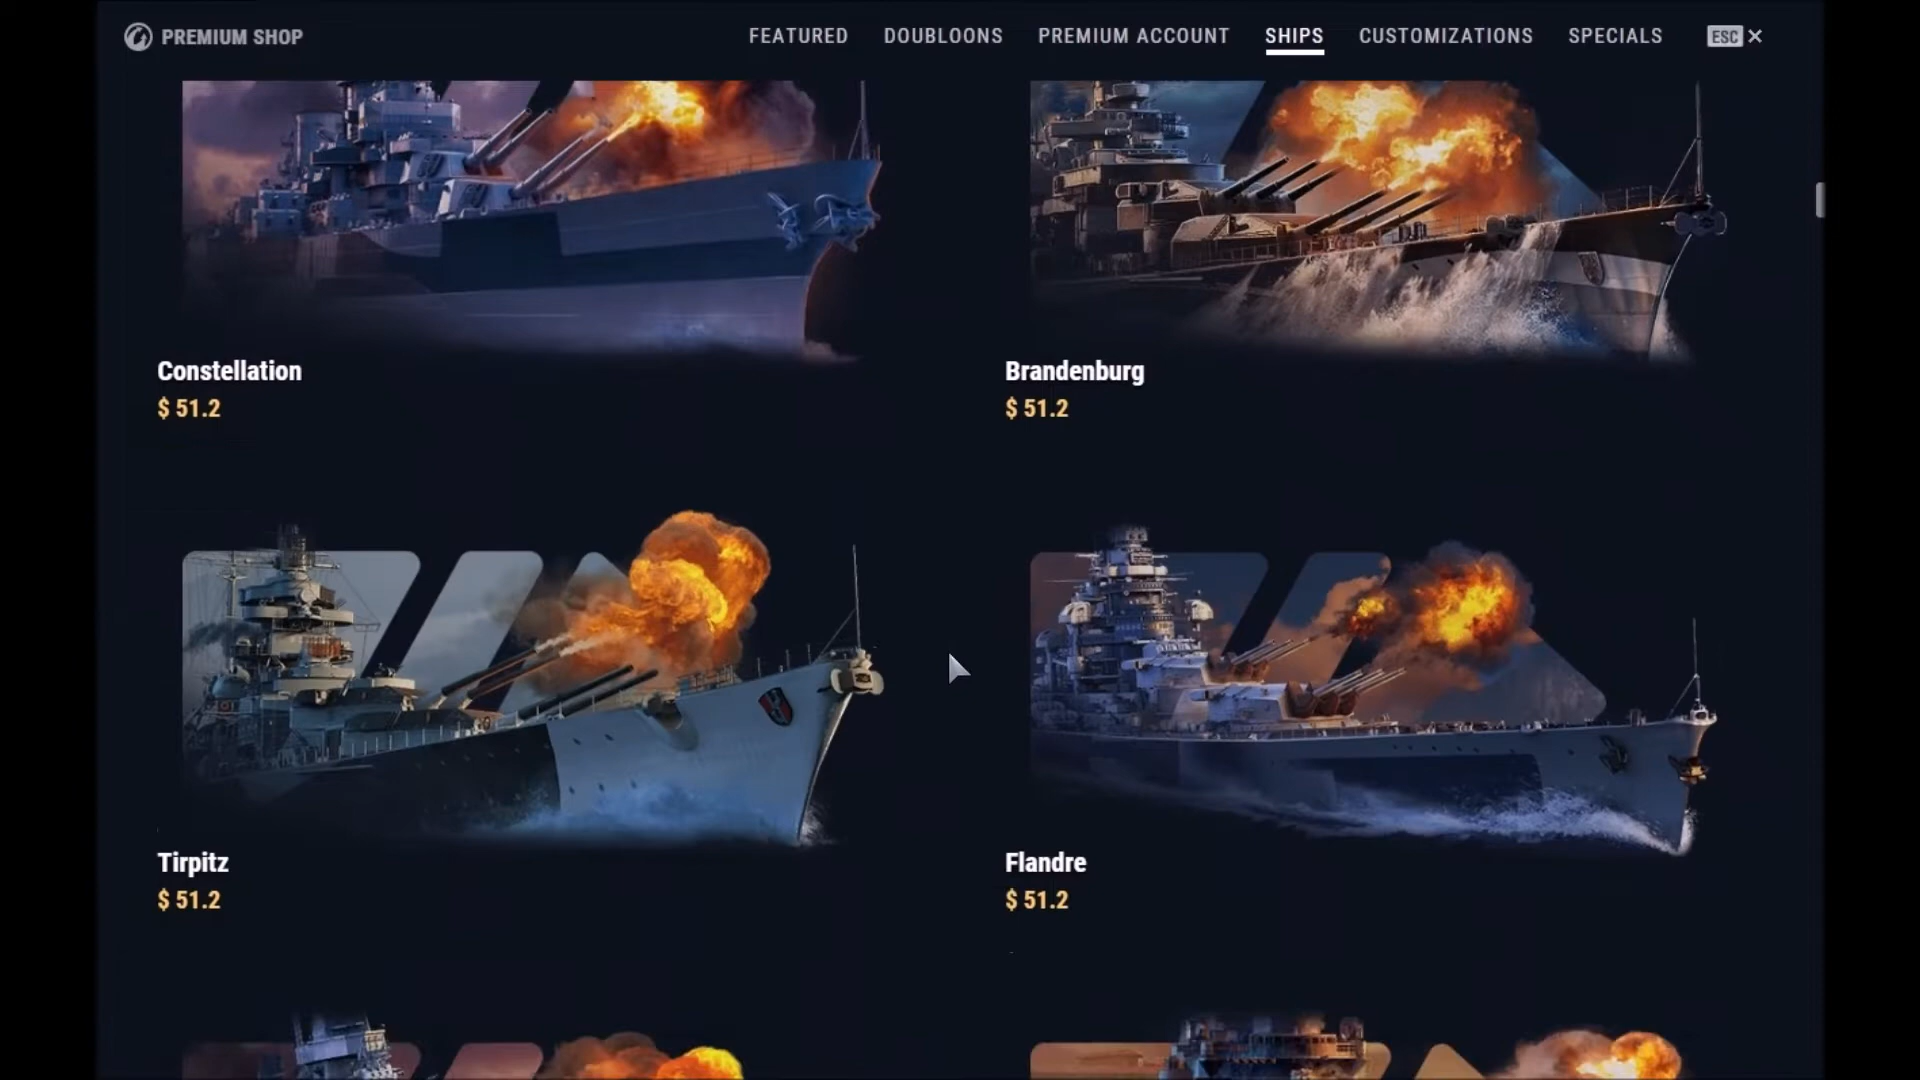 PREMIUM SHOP
FEATURED DOUBLOONS PREMIUM ACCOUNT SHIPS CUSTOMIZATIONS SPECIALS ESC ×
Constellation
$ 51.2
Brandenburg
$ 51.2
Tirpitz
$ 51.2
Flandre
$ 51.2